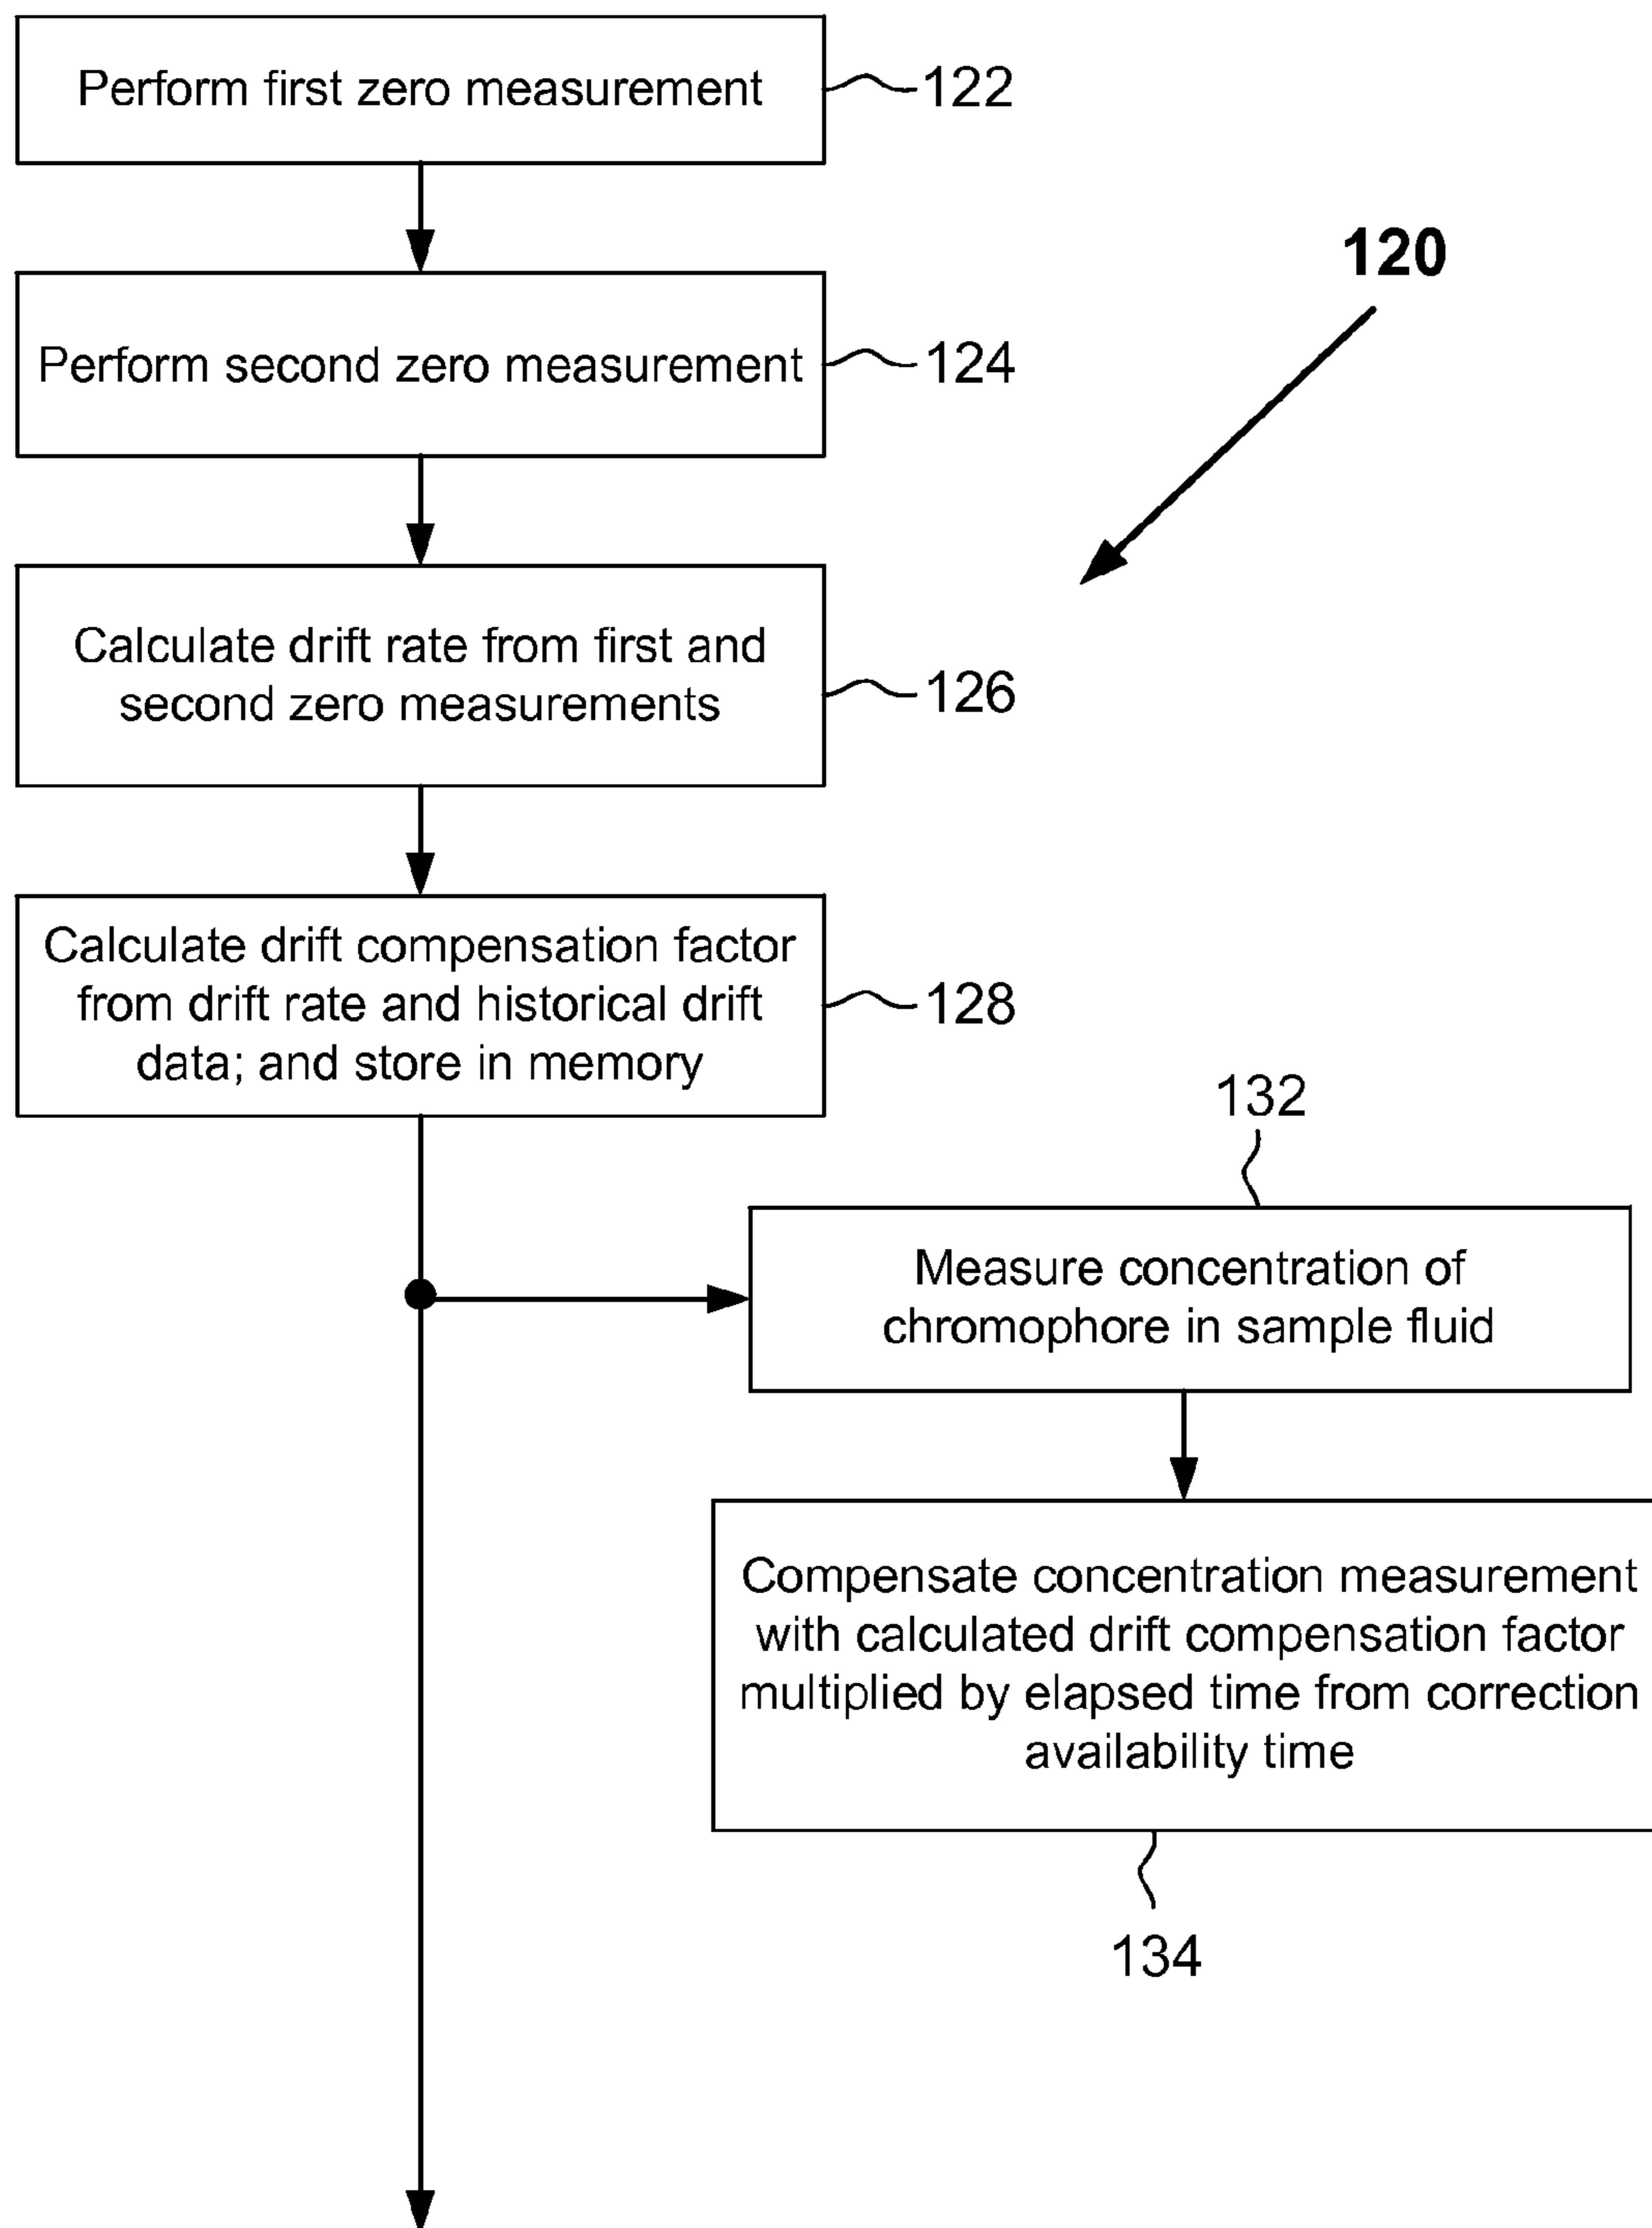 Perform first zero measurement
122
120
Perform second zero measurement
124
Calculate drift rate from first and
second zero measurements
126
Calculate drift compensation factor
from drift rate and historical drift
data; and store in memory
128
132
Measure concentration of
chromophore in sample fluid
Compensate concentration measurement
with calculated drift compensation factor
multiplied by elapsed time from correction
availability time
134